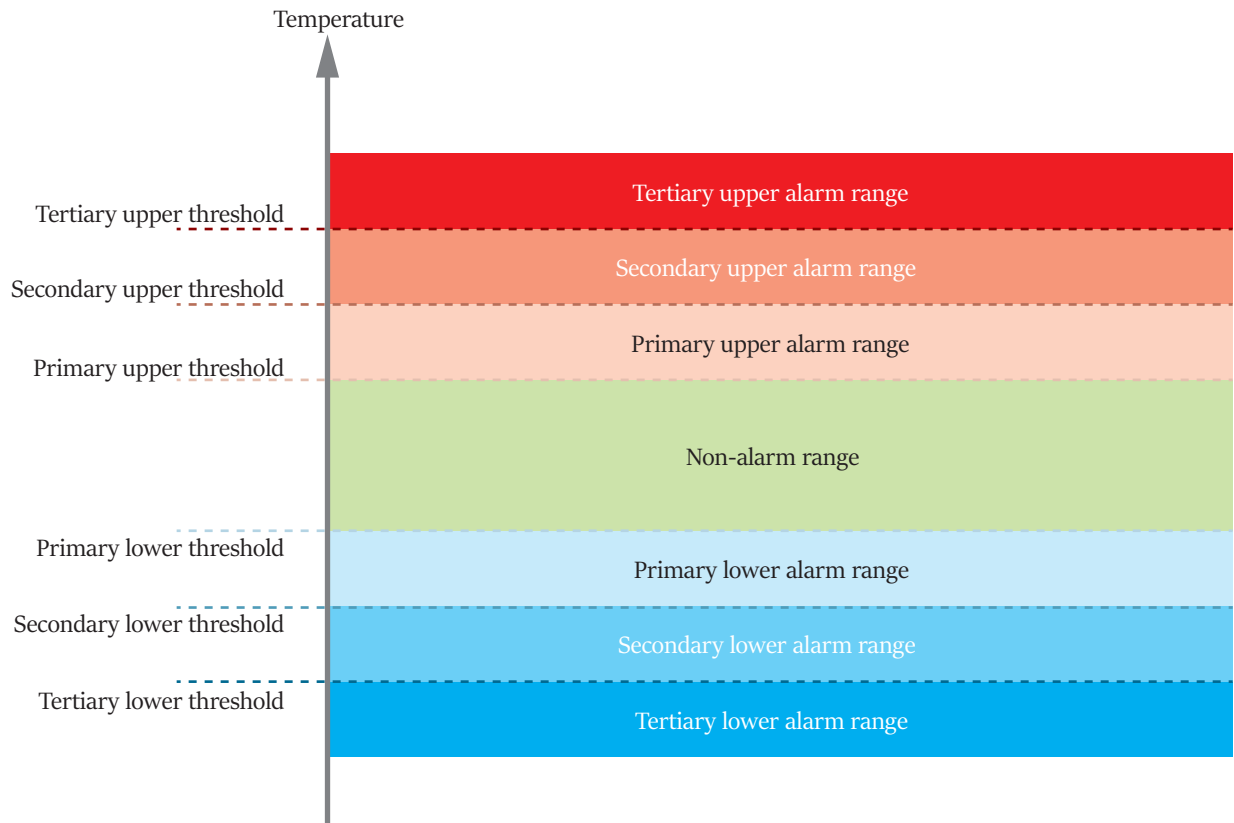 Temperature
Tertiary upper alarm range
Tertiary upper threshold
Secondary upper alarm range
Secondary upper threshold
Primary upper alarm range
Primary upper threshold
Non-alarm range
Primary lower threshold
Primary lower alarm range
Secondary lower threshold
Secondary lower alarm range
Tertiary lower threshold
Tertiary lower alarm range